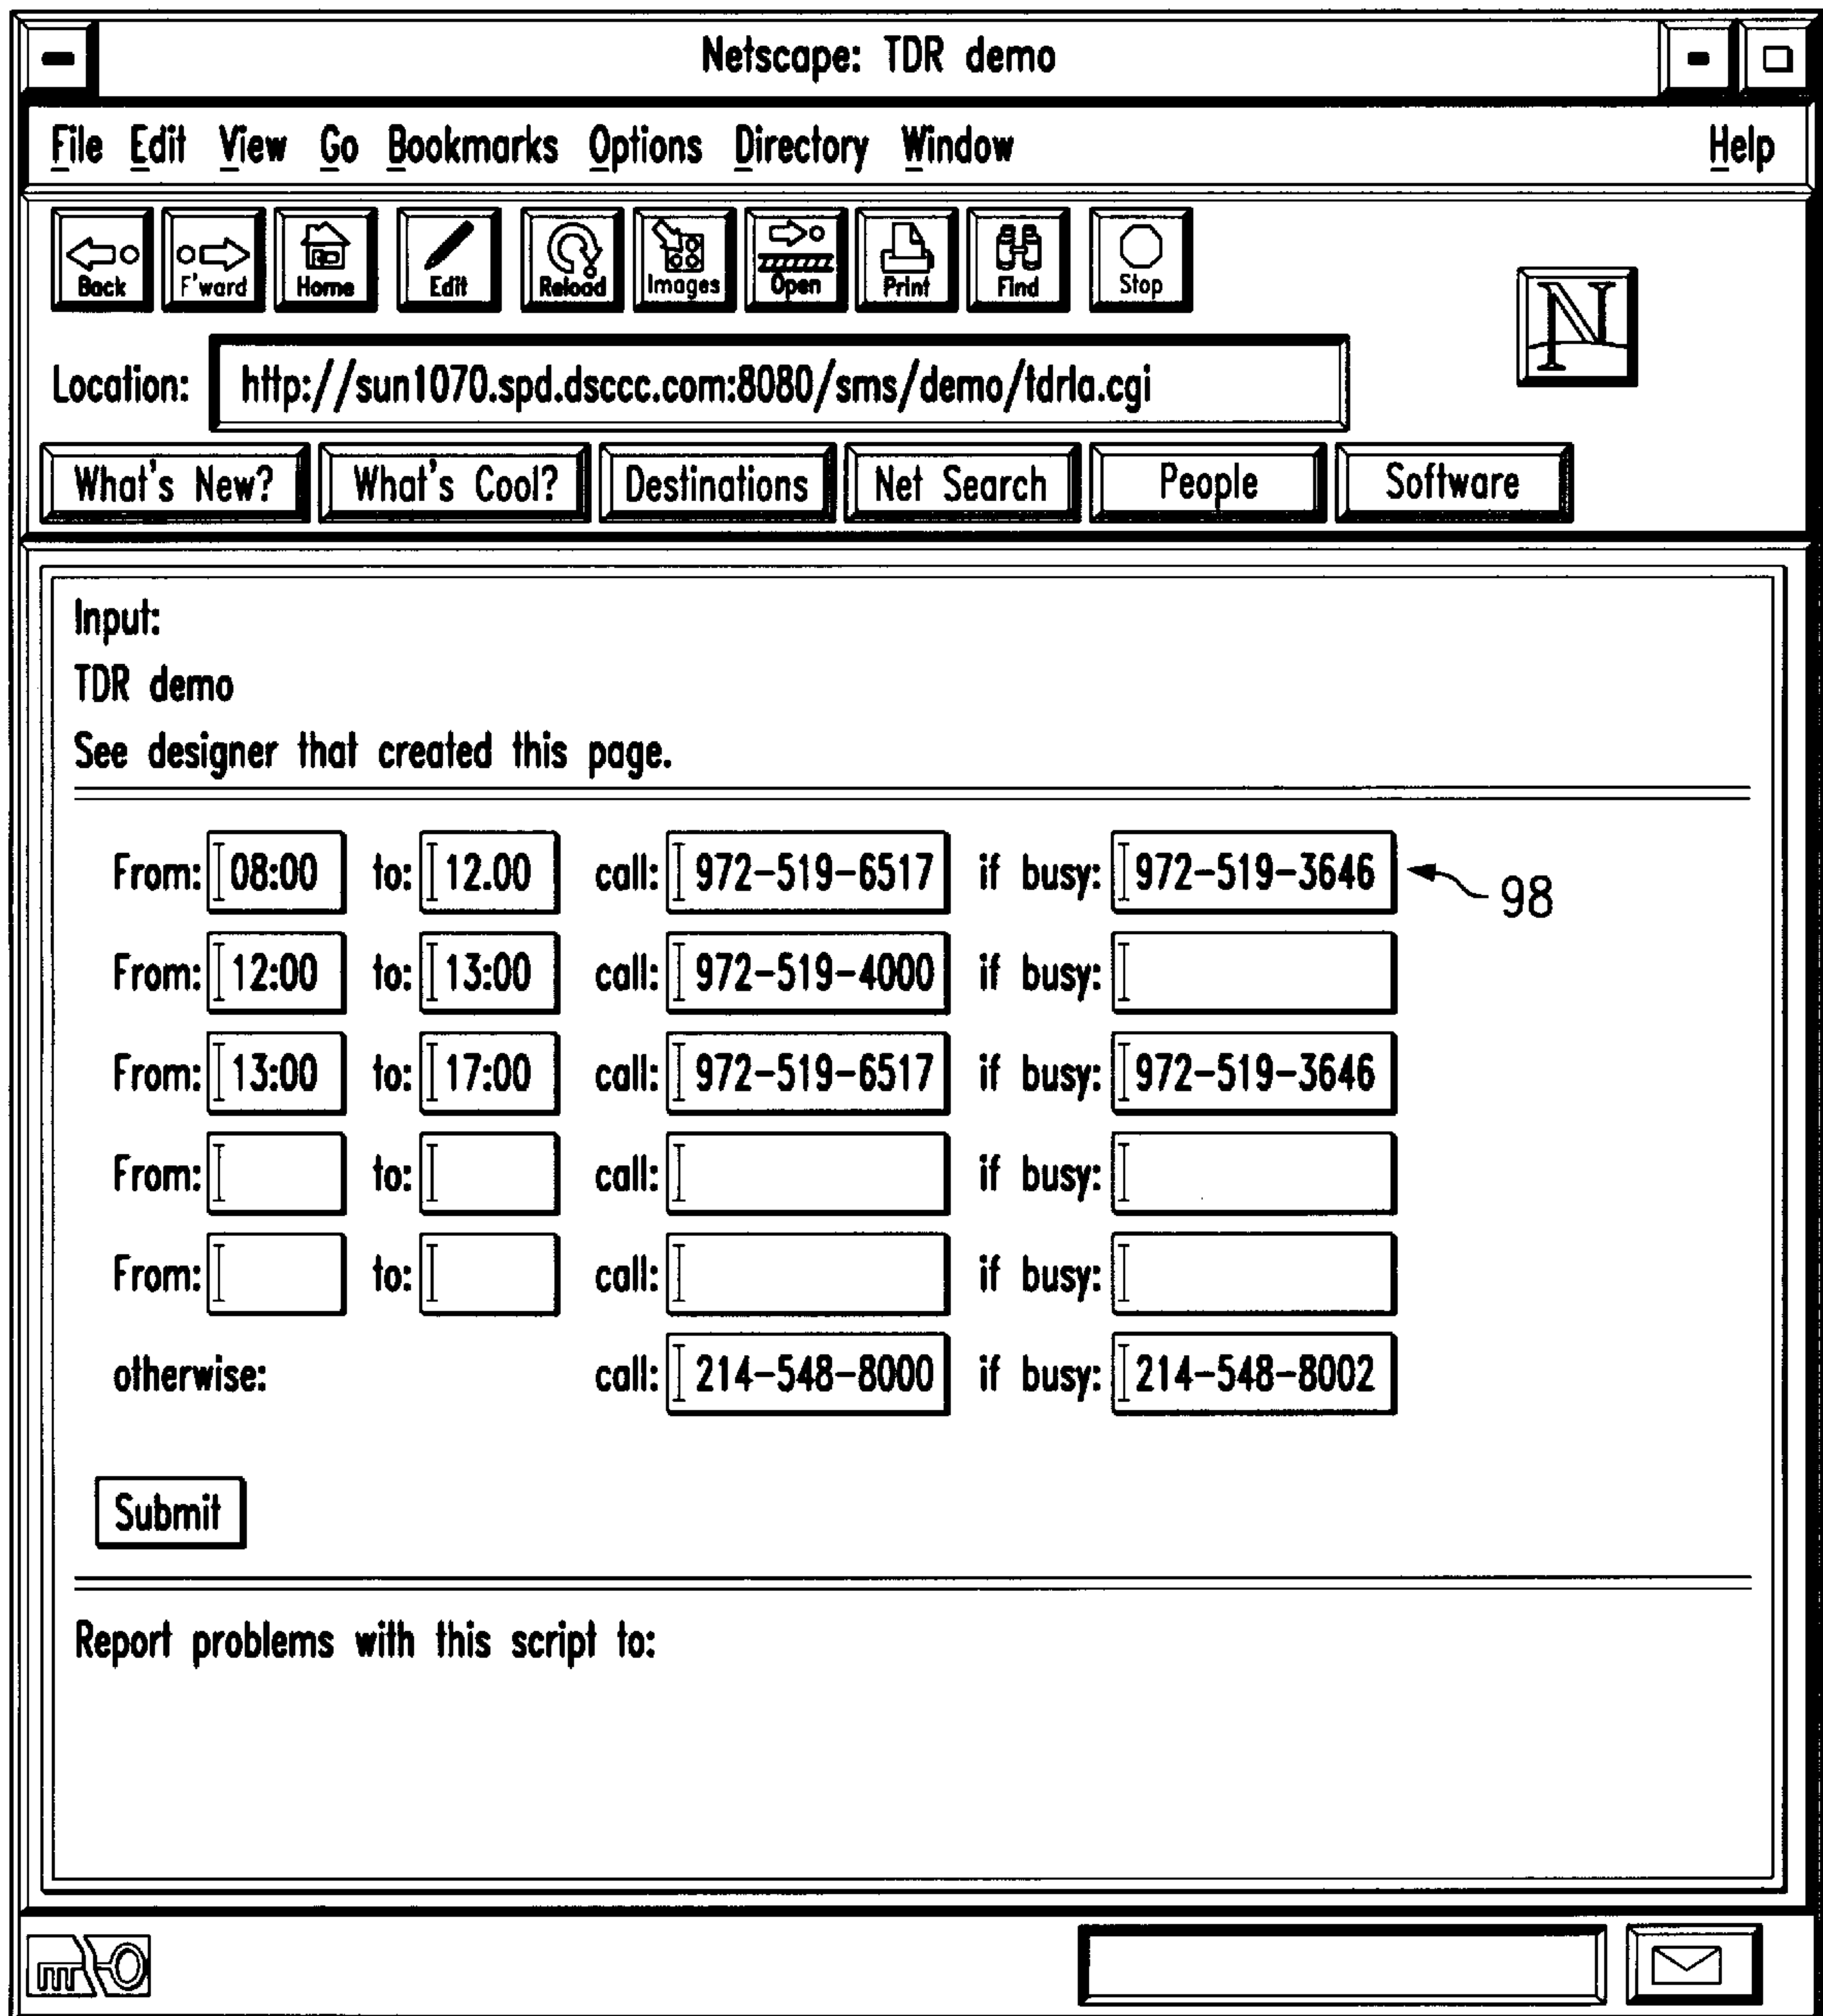 Netscape: TDR demo
File Edit View Go Bookmarks Options Directory Window Help
Back F'ward Home Edit Reload Images Open Print Find Stop
N
Location: http://sun1070.spd.dsccc.com:8080/sms/demo/tdrla.cgi
What's New? What's Cool? Destinations Net Search People Software
Input:
TDR demo
See designer that created this page.
From: 08:00 to: 12.00 call: 972-519-6517 if busy: 972-519-3646 98
From: 12:00 to: 13:00 call: 972-519-4000 if busy:
From: 13:00 to: 17:00 call: 972-519-6517 if busy: 972-519-3646
From: to: call: if busy:
From: to: call: if busy:
otherwise: call: 214-548-8000 if busy: 214-548-8002
Submit
Report problems with this script to: